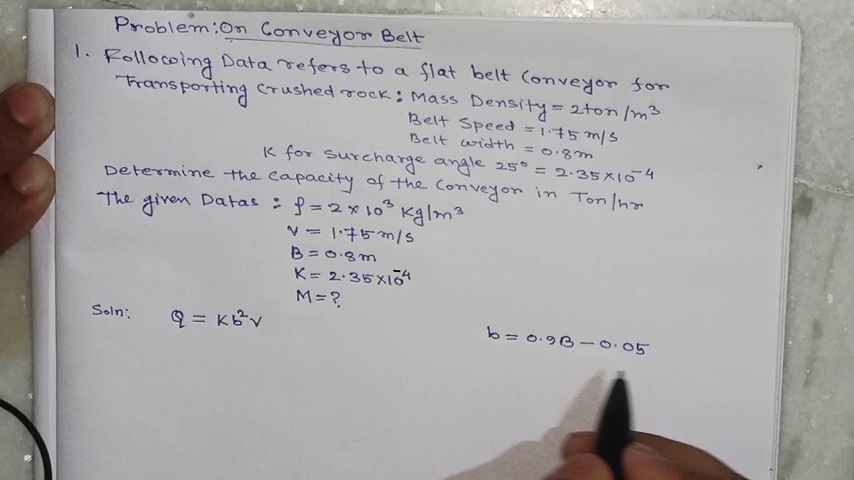 Problem: On Conveyor Belt
1. Following Data refers to a flat belt Conveyor for
Transporting crushed rock: Mass Density = 2ton/m³
Belt Speed = 1.75 m/s
Belt width = 0.8m
K for surcharge angle 25° = 2.35×10⁻⁴
Determine the capacity of the conveyor in Ton/hr
The given Datas: ρ = 2 × 10³ Kg/m³
v = 1.75 m/s
B = 0.8m
K = 2.35×10⁻⁴
M = ?
Soln: Q = Kb²v b = 0.9B - 0.05